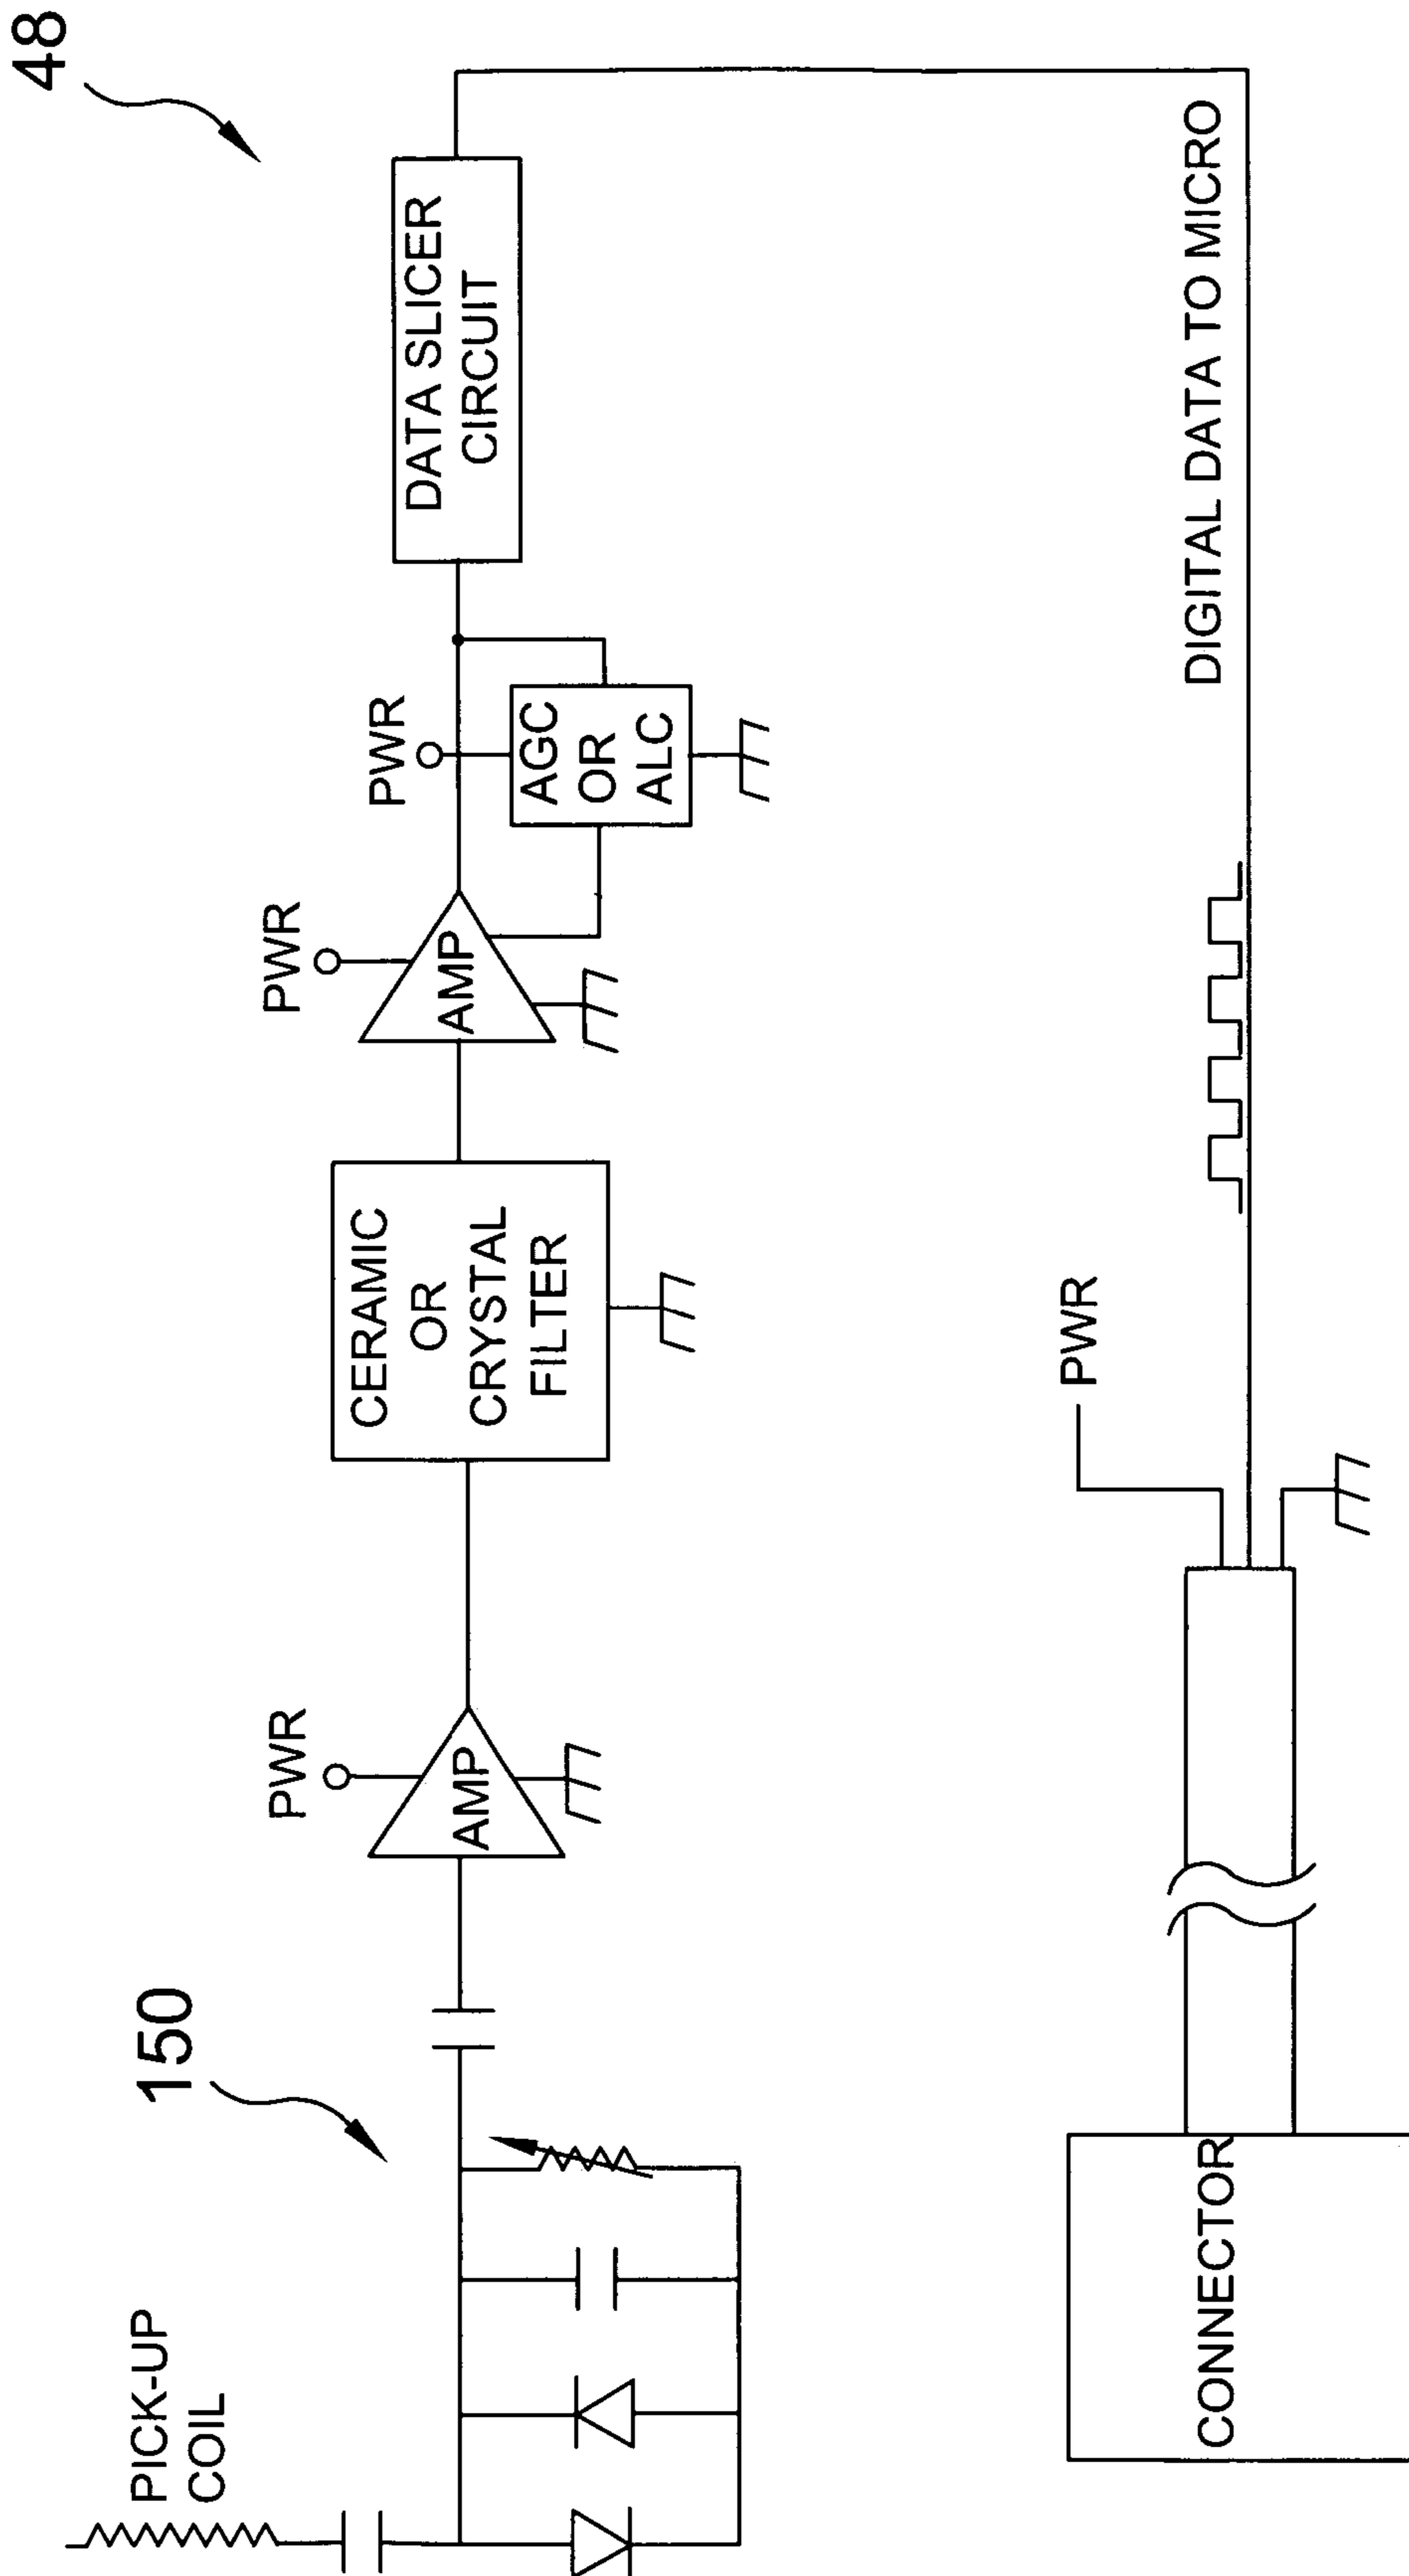 48
150
PICK-UP
COIL
PWR
AMP
CERAMIC
OR
CRYSTAL
FILTER
PWR
AMP
PWR
AGC
OR
ALC
DATA SLICER
CIRCUIT
CONNECTOR
PWR
DIGITAL DATA TO MICRO